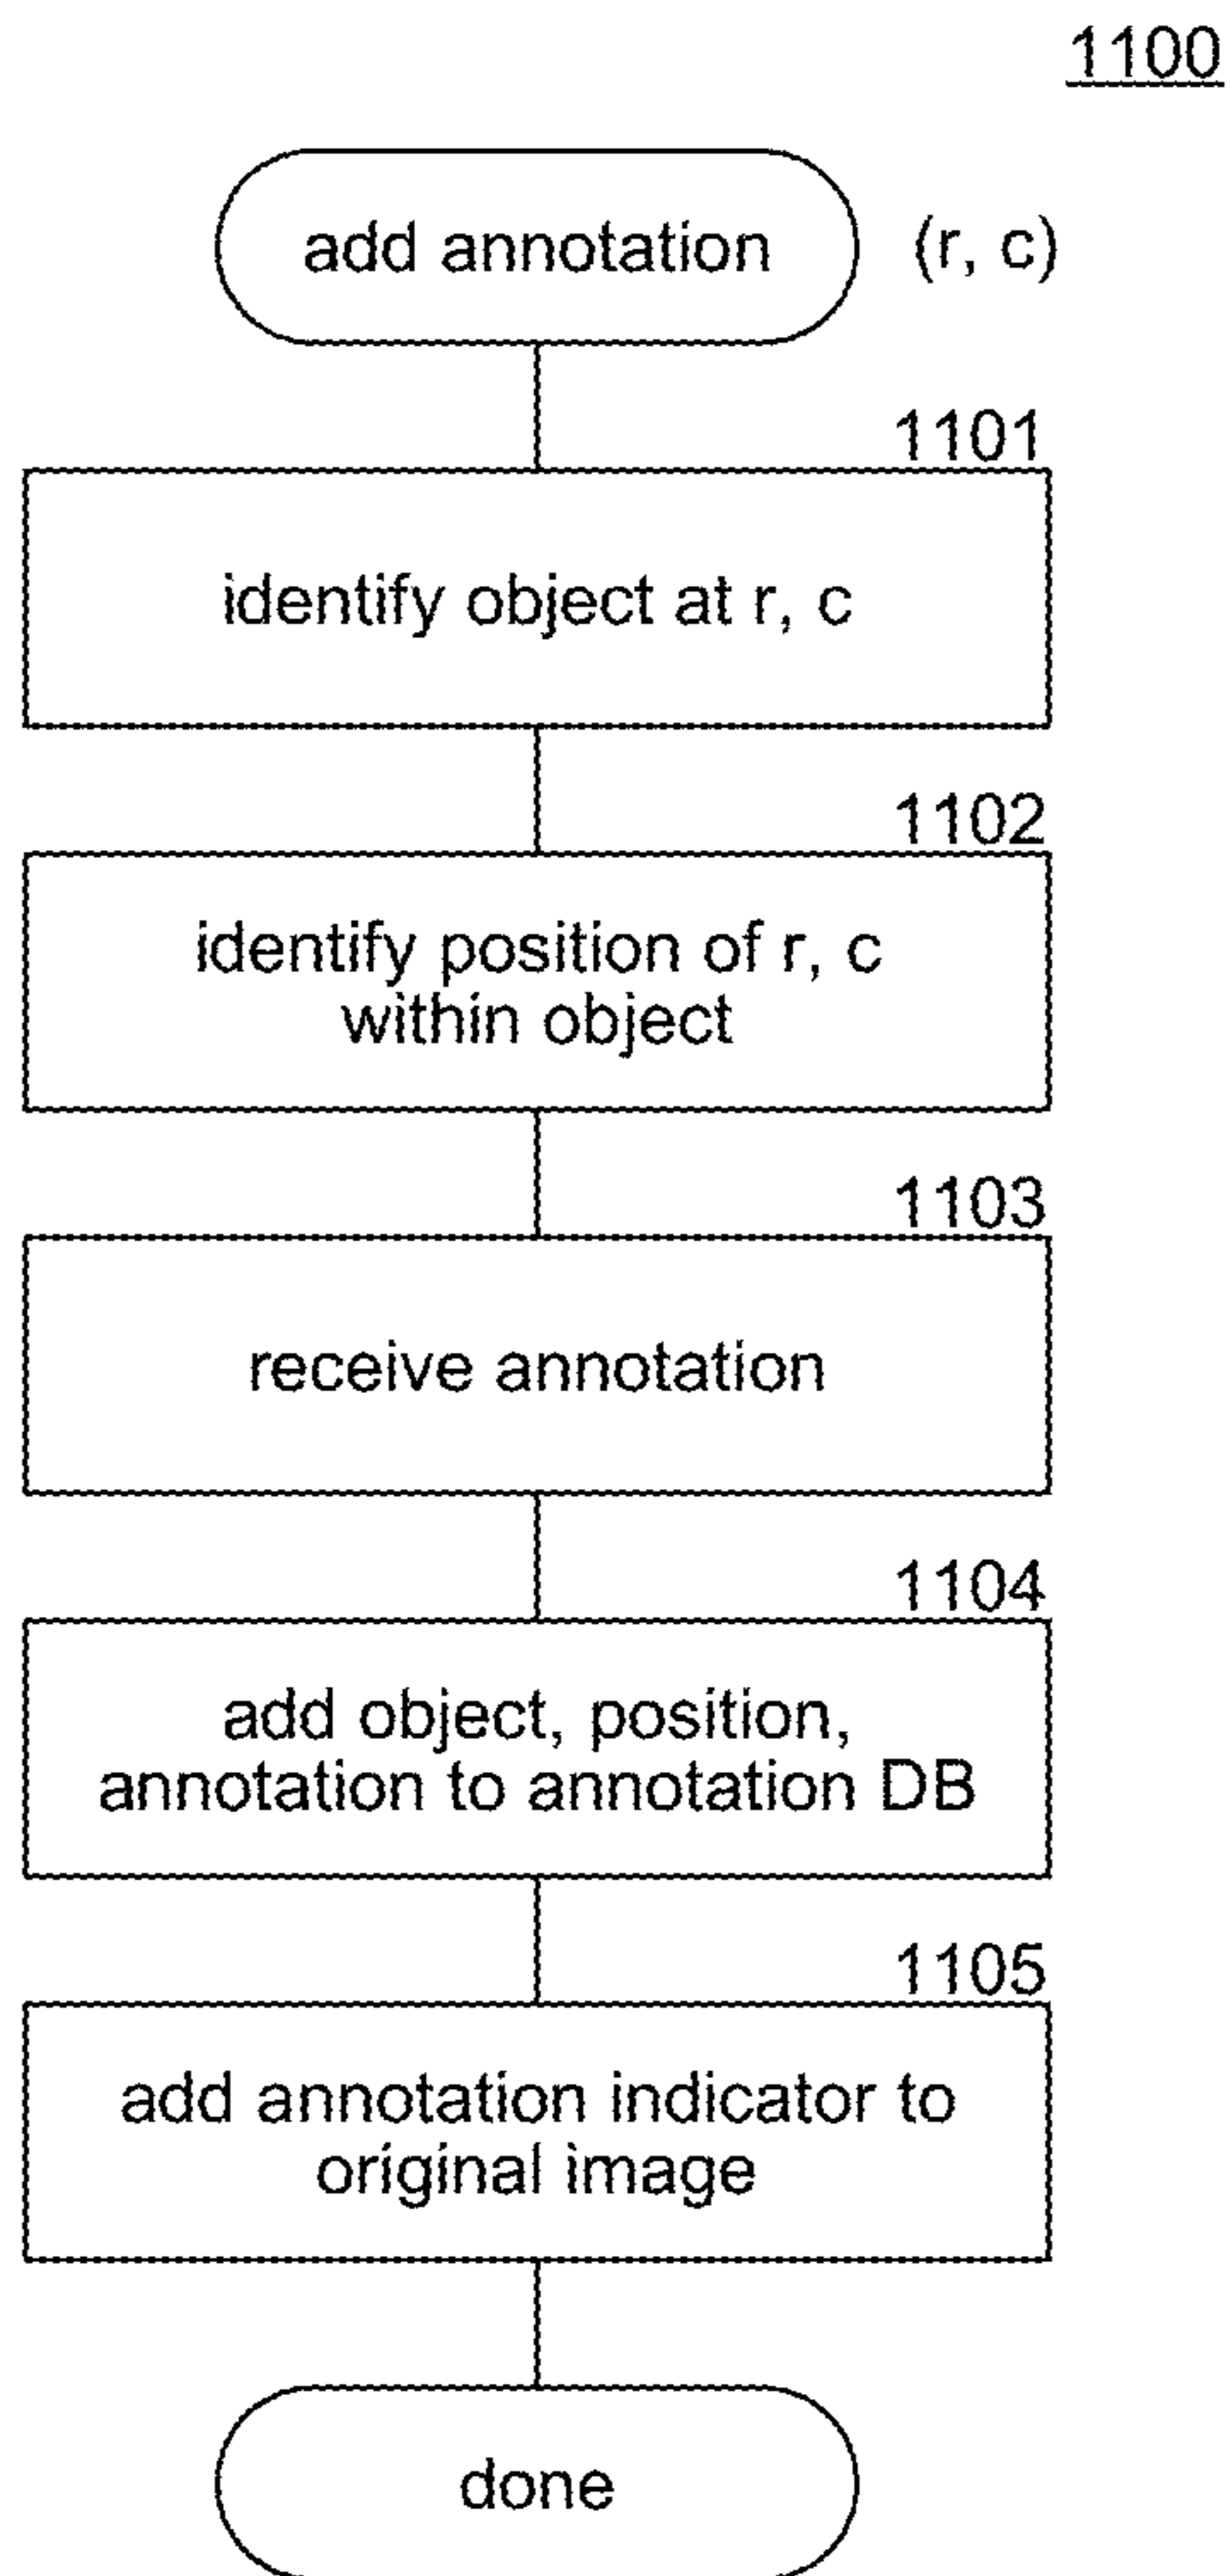 1100
add annotation (r, c)
1101
identify object at r, c
1102
identify position of r, c
within object
1103
receive annotation
1104
add object, position,
annotation to annotation DB
1105
add annotation indicator to
original image
done